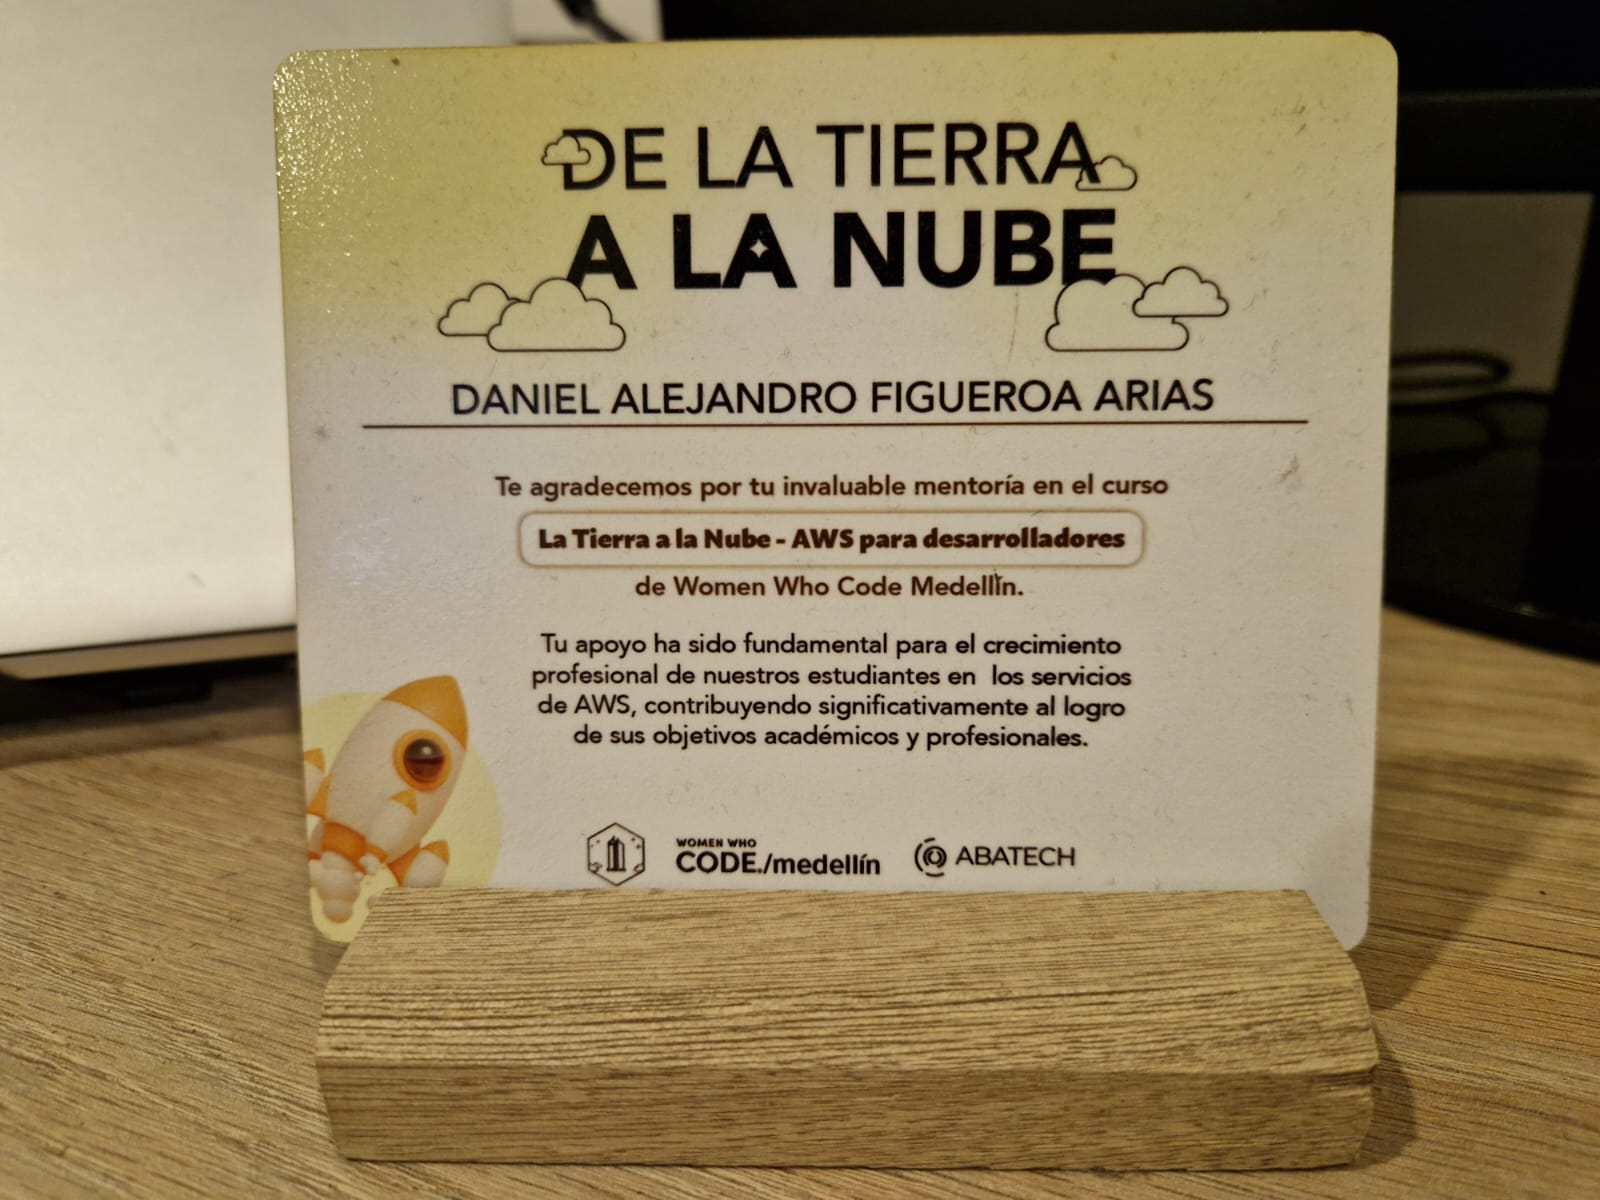 DE LA TIERRA
A LA NUBE
DANIEL ALEJANDRO FIGUEROA ARIAS
Te agradecemos por tu invaluable mentoría en el curso
La Tierra a la Nube - AWS para desarrolladores
de Women Who Code Medellín.
Tu apoyo ha sido fundamental para el crecimiento
profesional de nuestros estudiantes en los servicios
de AWS, contribuyendo significativamente al logro
de sus objetivos académicos y profesionales.
WOMEN WHO
CODE./medellín
ABATECH